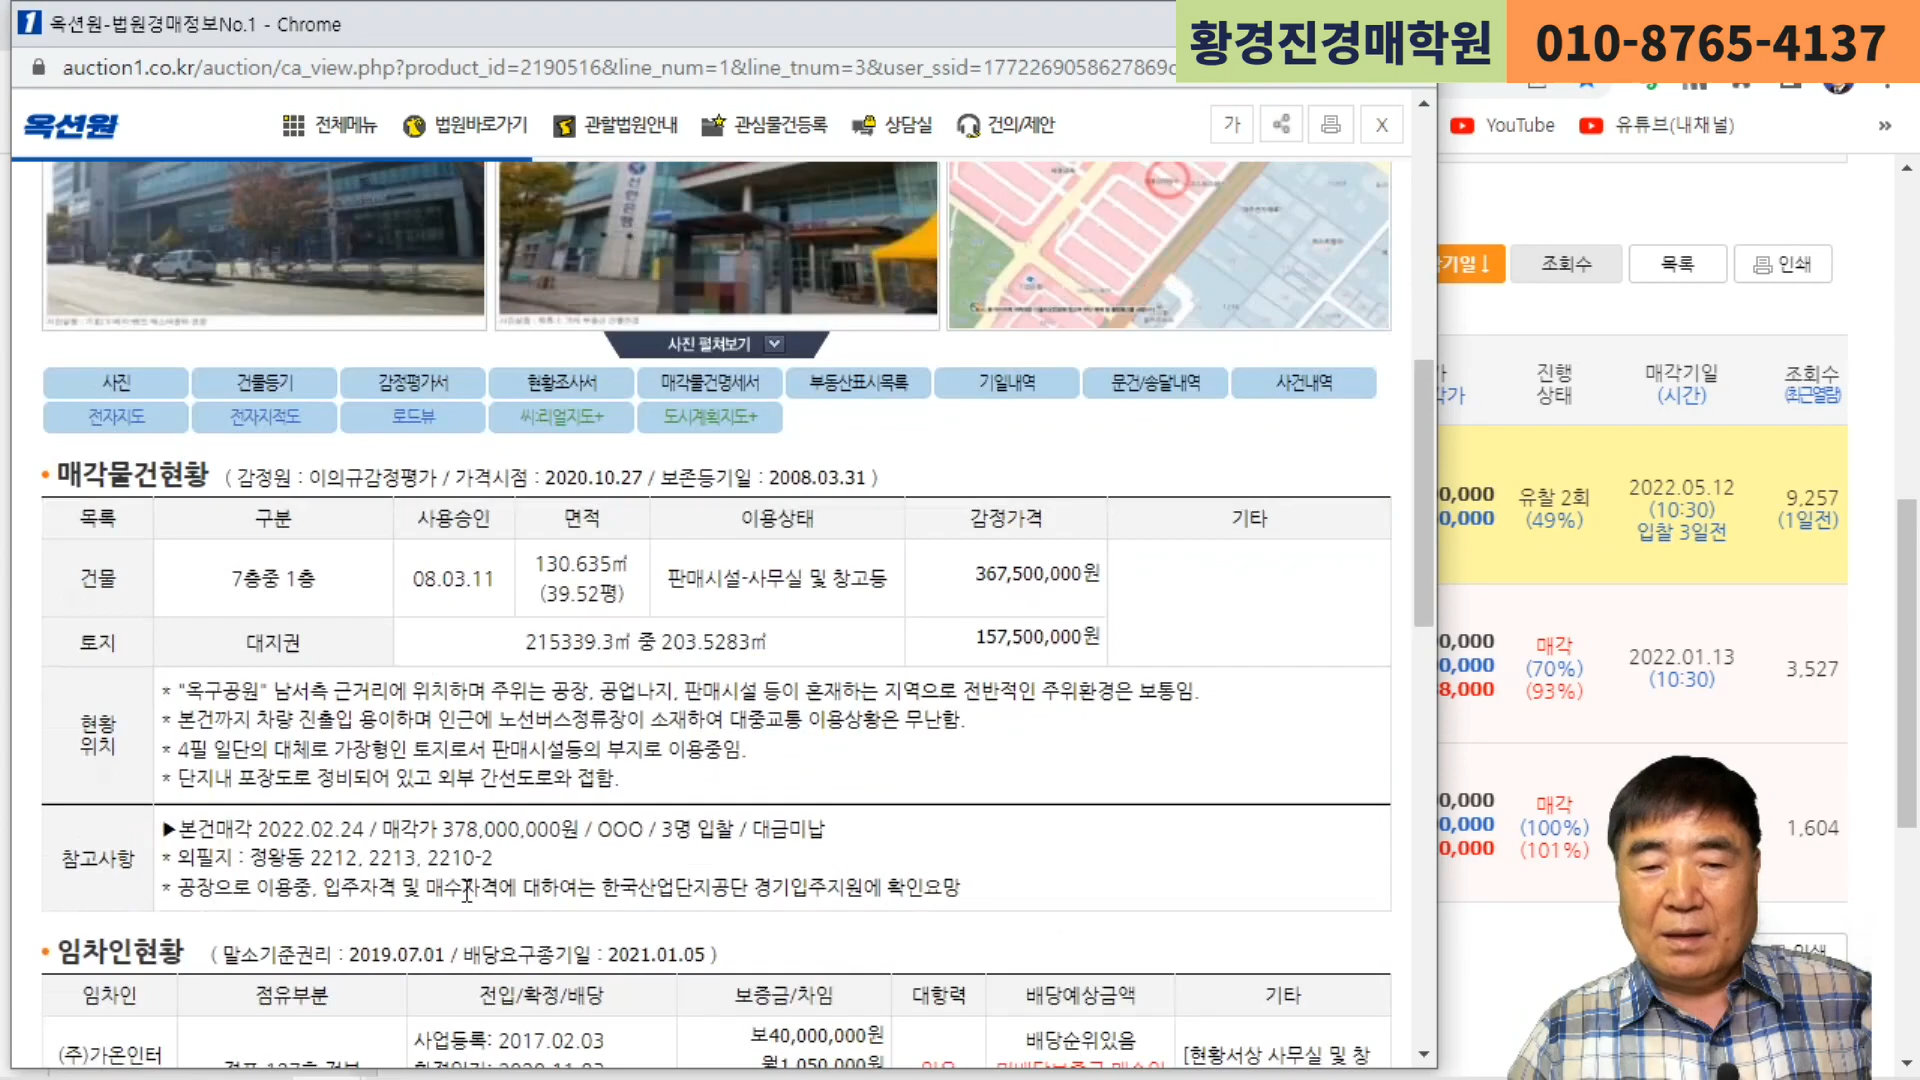 옥션원-법원경매정보No.1 - Chrome
황경진경매학원
010-8765-4137
auction1.co.kr/auction/ca_view.php?product_id=2190516&line_num=1&line_tnum=3&user_ssid=1772269058627869
옥션원
전체메뉴
법원바로가기
관할법원안내
관심물건등록
상담실
건의/제안
가
X
YouTube
유튜브(내채널)
»
신한은행
사진 펼쳐보기
기일↓
조회수
목록
인쇄
사진
건물등기
감정평가서
현황조사서
매각물건명세서
부동산표시목록
기일내역
문건/송달내역
사건내역
전자지도
전자지적도
로드뷰
씨:리얼지도+
도시계획지도+
매각물건현황 ( 감정원 : 이의규감정평가 / 가격시점 : 2020.10.27 / 보존등기일 : 2008.03.31 )
목록 구분 사용승인 면적 이용상태 감정가격 기타
건물 7층중 1층 08.03.11 130.635㎡ (39.52평) 판매시설-사무실 및 창고등 367,500,000원
토지 대지권 215339.3㎡ 중 203.5283㎡ 157,500,000원
현황
위치
* "옥구공원" 남서측 근거리에 위치하며 주위는 공장, 공업나지, 판매시설 등이 혼재하는 지역으로 전반적인 주위환경은 보통임.
* 본건까지 차량 진출입 용이하며 인근에 노선버스정류장이 소재하여 대중교통 이용상황은 무난함.
* 4필 일단의 대체로 가장형인 토지로서 판매시설등의 부지로 이용중임.
* 단지내 포장도로 정비되어 있고 외부 간선도로와 접함.
참고사항
▶본건매각 2022.02.24 / 매각가 378,000,000원 / OOO / 3명 입찰 / 대금미납
* 외필지 : 정왕동 2212, 2213, 2210-2
* 공장으로 이용중, 입주자격 및 매수자격에 대하여는 한국산업단지공단 경기입주지원에 확인요망
임차인현황 ( 말소기준권리 : 2019.07.01 / 배당요구종기일 : 2021.01.05 )
임차인 점유부분 전입/확정/배당 보증금/차임 대항력 배당예상금액 기타
(주)가온인터
사업등록: 2017.02.03
보40,000,000원
월1,050,000원
배당순위있음
[현황서상 사무실 및 창
진행
상태
매각기일
(시간)
조회수
(최근열람)
0,000
0,000
유찰 2회
(49%)
2022.05.12
(10:30)
입찰 3일전
9,257
(1일전)
0,000
0,000
8,000
매각
(70%)
(93%)
2022.01.13
(10:30)
3,527
0,000
0,000
0,000
매각
(100%)
(101%)
1,604